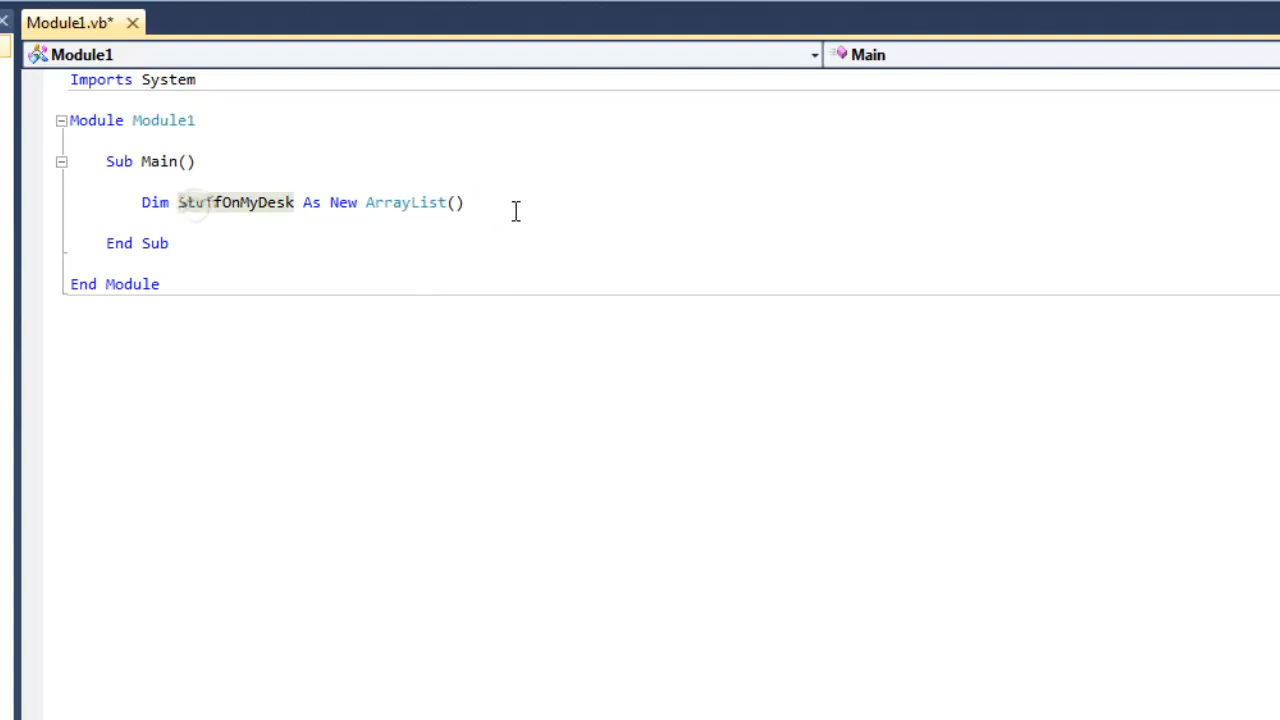 Module1.vb*
Module1 Main
Imports System
Module Module1
Sub Main()
Dim StuffOnMyDesk As New ArrayList()
End Sub
End Module